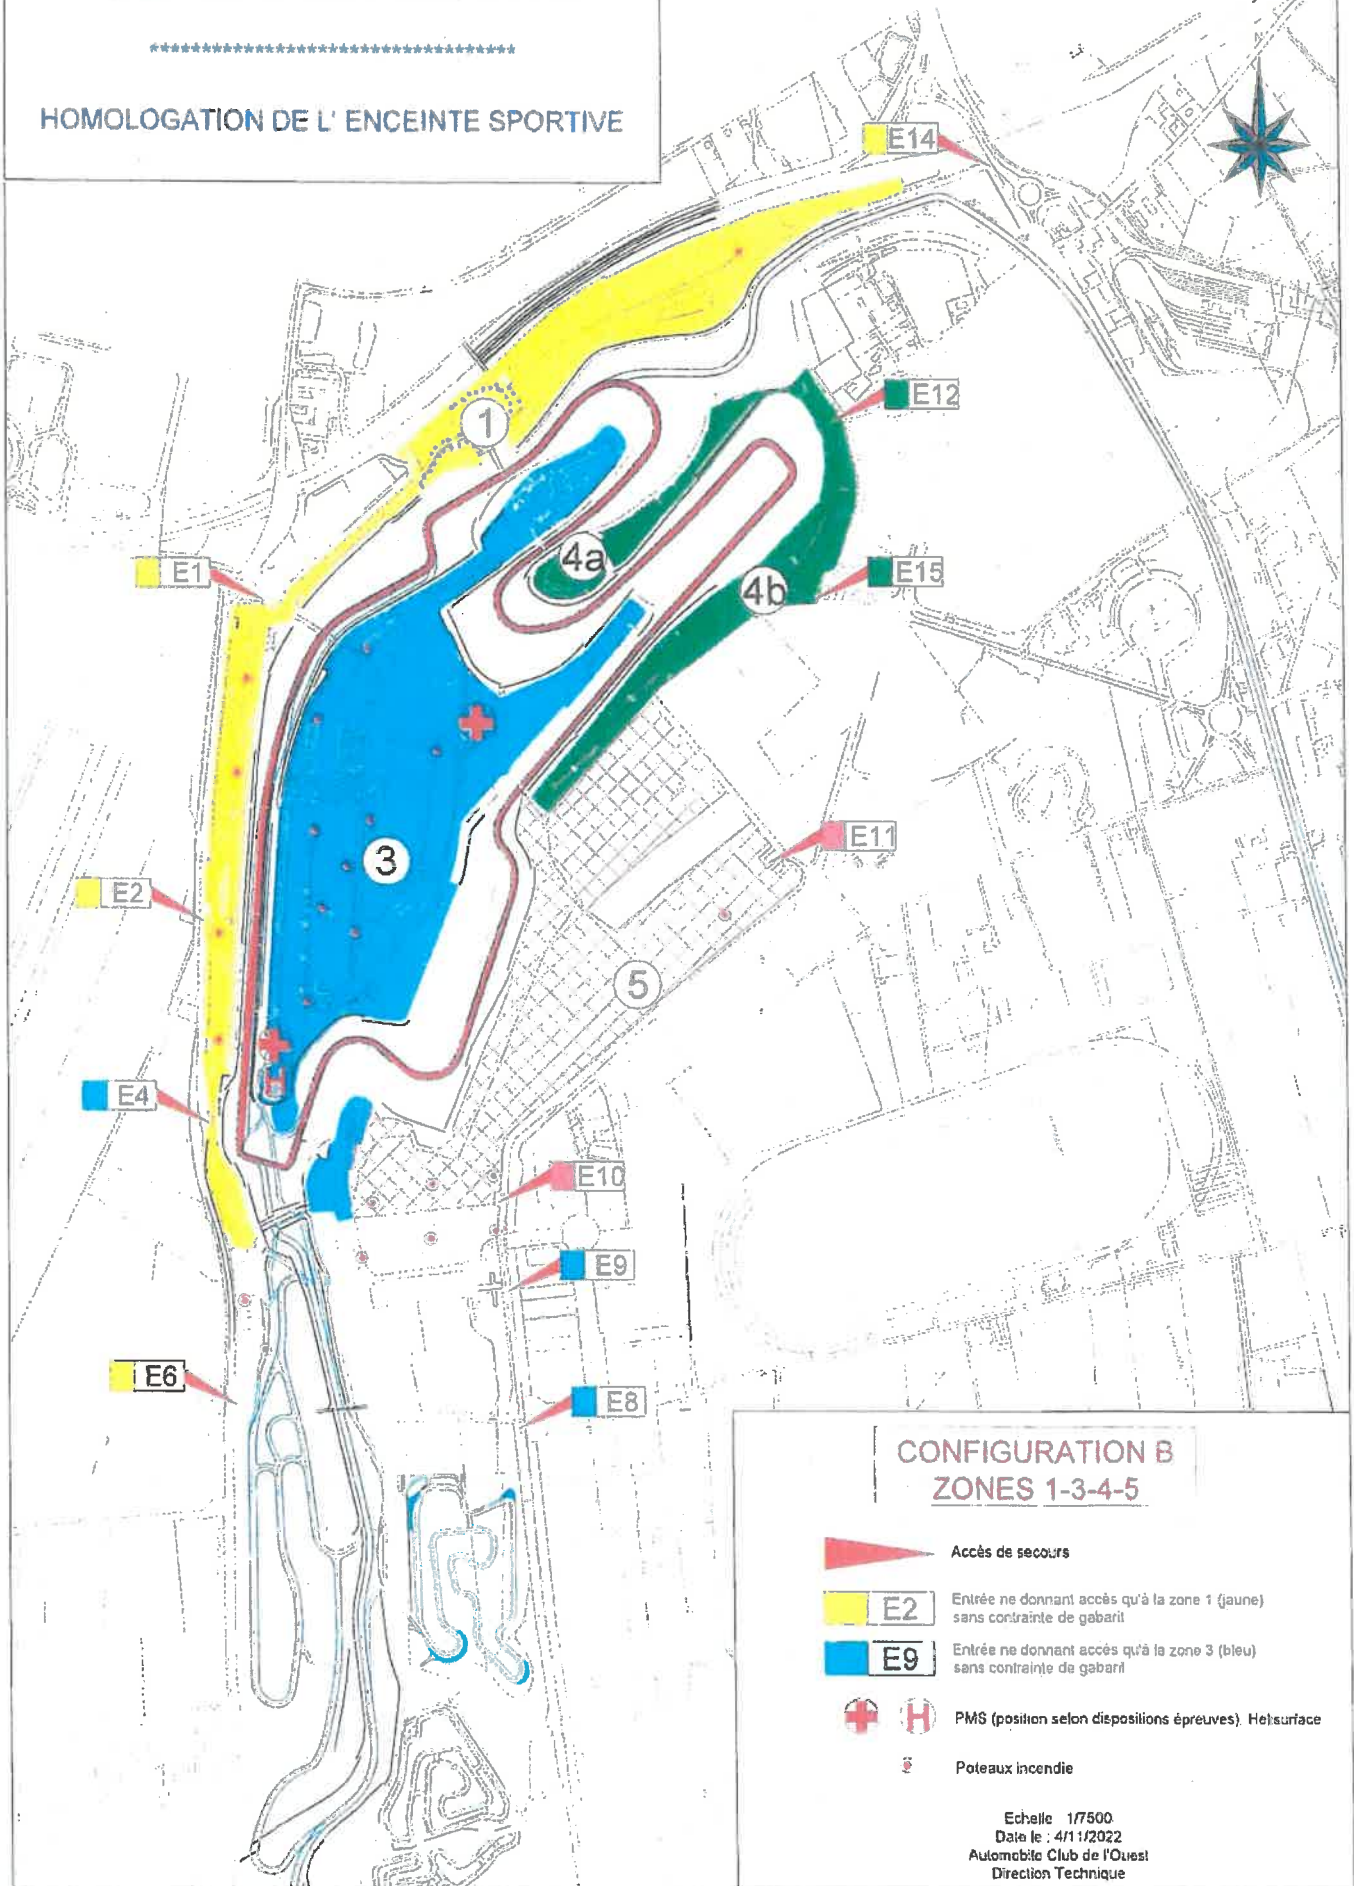 ***********************************
HOMOLOGATION DE L' ENCEINTE SPORTIVE
N
E14
1
E12
4a
E1
E15
4b
3
E11
E2
5
E4
H
E10
E9
E6
E8
CONFIGURATION B
ZONES 1-3-4-5
Accès de secours
E2
Entrée ne donnant accès qu'à la zone 1 (jaune)
sans contrainte de gabarit
E9
Entrée ne donnant accès qu'à la zone 3 (bleu)
sans contrainte de gabarit
H
PMS (position selon dispositions épreuves). Helisurface
Poteaux incendie
Echelle 1/7500
Date le : 4/11/2022
Automobile Club de l'Ouest
Direction Technique